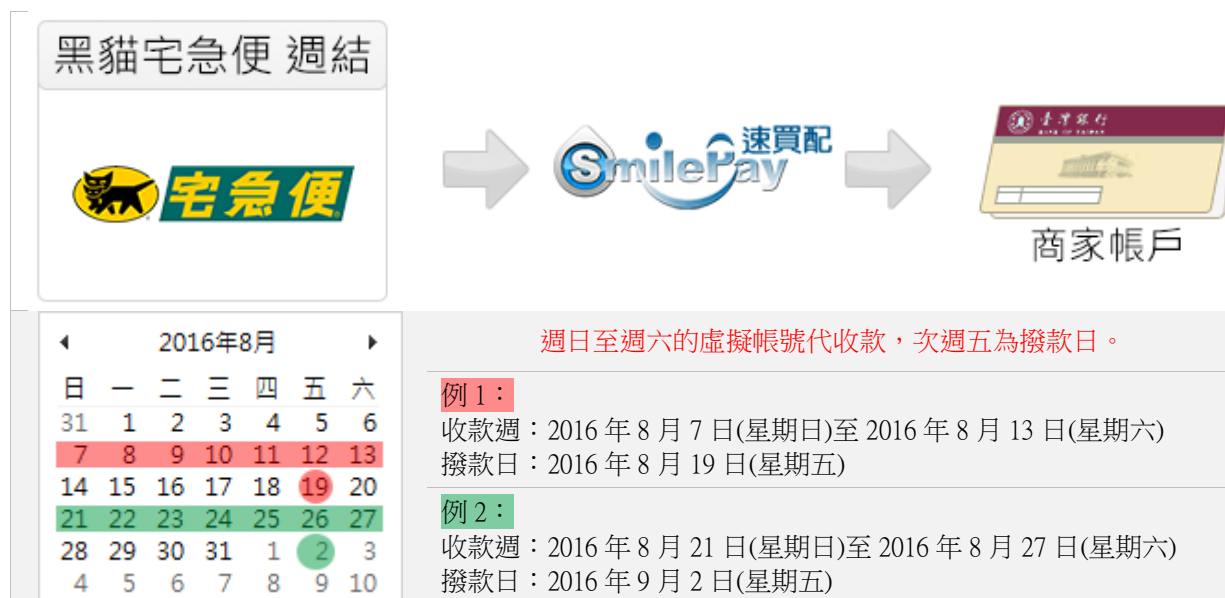 黑貓宅急便 週結
宅急便
SmilePay
速買配
臺灣銀行
BANK OF TAIWAN
商家帳戶
2016年8月
日 一 二 三 四 五 六
31 1 2 3 4 5 6
7 8 9 10 11 12 13
14 15 16 17 18 19 20
21 22 23 24 25 26 27
28 29 30 31 1 2 3
4 5 6 7 8 9 10
週日至週六的虛擬帳號代收款，次週五為撥款日。
例 1：
收款週：2016 年 8 月 7 日(星期日)至 2016 年 8 月 13 日(星期六)
撥款日：2016 年 8 月 19 日(星期五)
例 2：
收款週：2016 年 8 月 21 日(星期日)至 2016 年 8 月 27 日(星期六)
撥款日：2016 年 9 月 2 日(星期五)